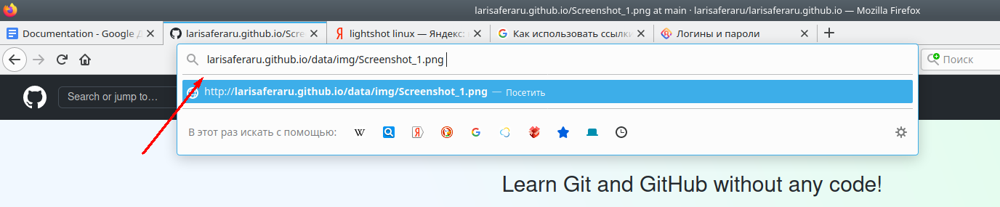 larisaferaru.github.io/Screenshot_1.png at main · larisaferaru/larisaferaru.github.io — Mozilla Firefox
Documentation - Google Д
larisaferaru.github.io/Scre
lightshot linux — Яндекс:
Как использовать ссылки
Логины и пароли
larisaferaru.github.io/data/img/Screenshot_1.png
Поиск
Search or jump to…
http://larisaferaru.github.io/data/img/Screenshot_1.png — Посетить
В этот раз искать с помощью:
Learn Git and GitHub without any code!